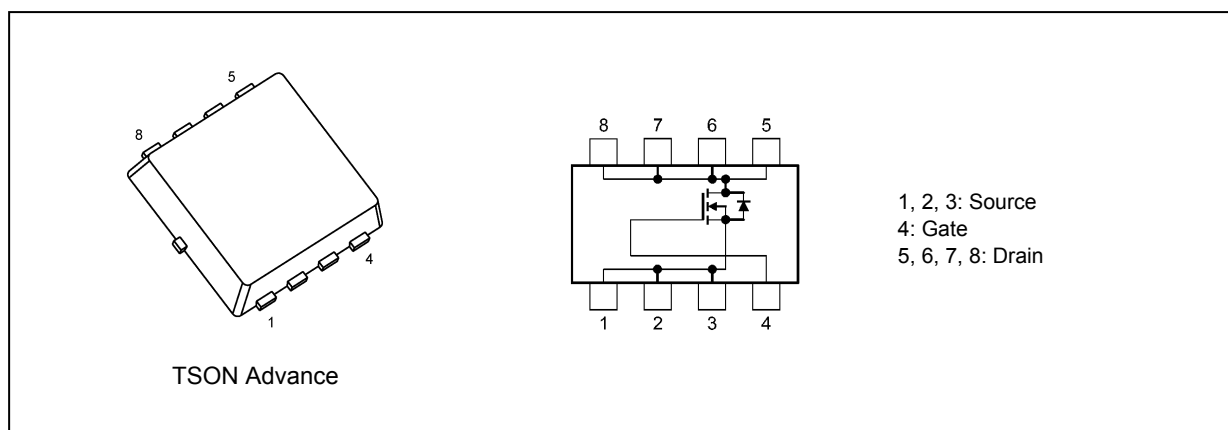 5
8
4
1
TSON Advance
8 7 6 5
1 2 3 4
1, 2, 3: Source
4: Gate
5, 6, 7, 8: Drain